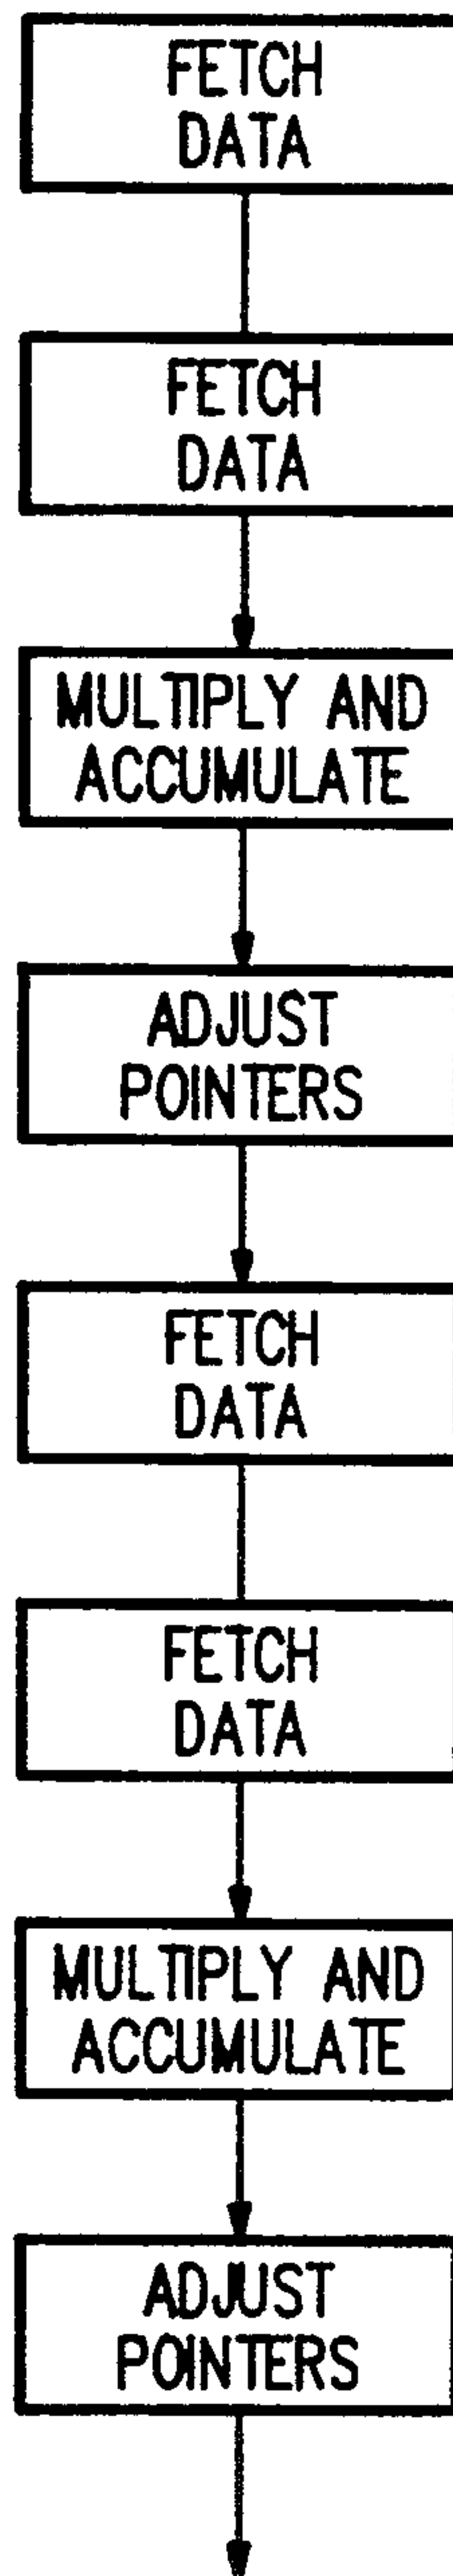 FETCH
DATA
FETCH
DATA
MULTIPLY AND
ACCUMULATE
ADJUST
POINTERS
FETCH
DATA
FETCH
DATA
MULTIPLY AND
ACCUMULATE
ADJUST
POINTERS